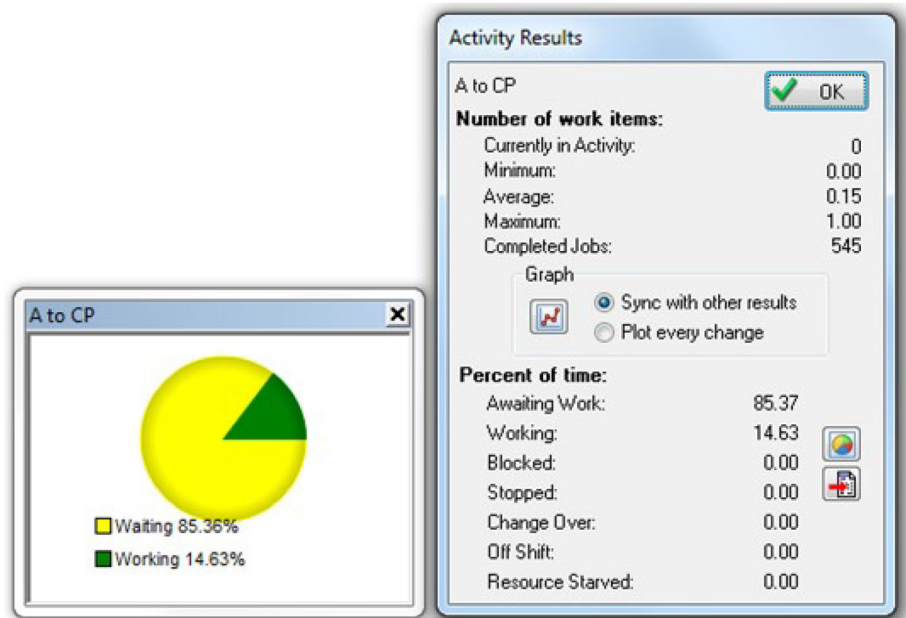 A to CP
Waiting 85.36%
Working 14.63%
Activity Results
A to CP
OK
Number of work items:
Currently in Activity: 0
Minimum: 0.00
Average: 0.15
Maximum: 1.00
Completed Jobs: 545
Graph
Sync with other results
Plot every change
Percent of time:
Awaiting Work: 85.37
Working: 14.63
Blocked: 0.00
Stopped: 0.00
Change Over: 0.00
Off Shift: 0.00
Resource Starved: 0.00